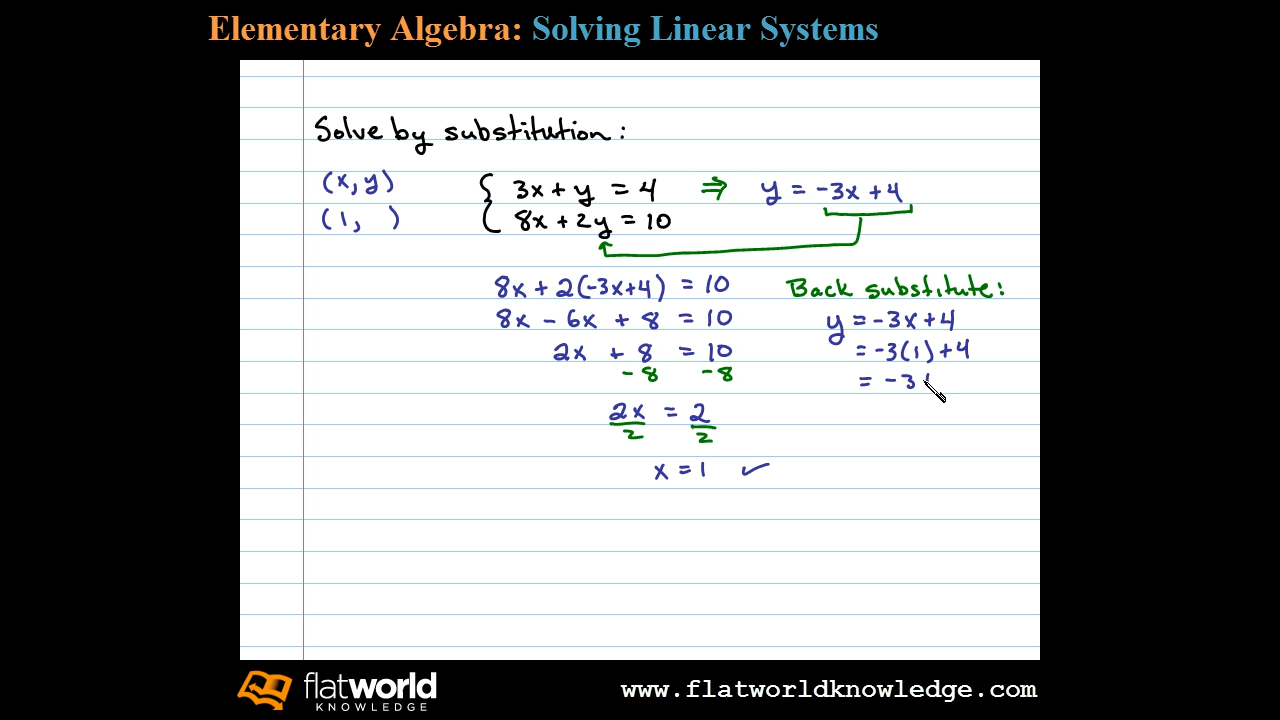 Elementary Algebra: Solving Linear Systems
Solve by substitution:
(x, y)
(1, )
3x + y = 4 ⇒ y = -3x + 4
8x + 2y = 10
8x + 2(-3x+4) = 10
8x - 6x + 8 = 10
2x + 8 = 10
-8 -8
2x = 2
2 2
x = 1 ✓
Back substitute:
y = -3x + 4
= -3(1) + 4
= -3
flatworld
KNOWLEDGE
www.flatworldknowledge.com